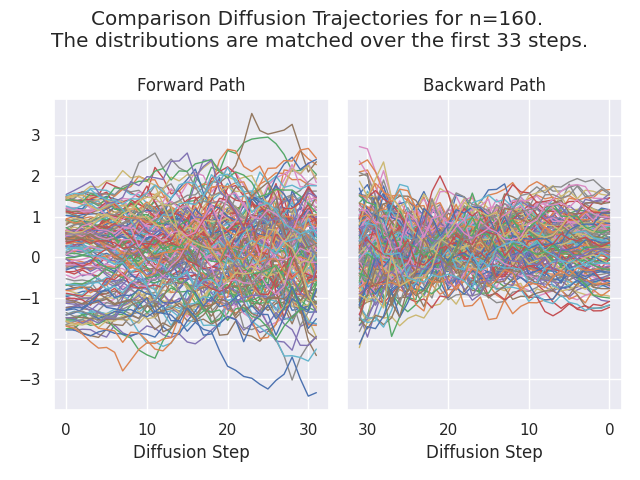 Comparison Diffusion Trajectories for n=160.
The distributions are matched over the first 33 steps.
Forward Path
Backward Path
3
2
1
0
−1
−2
−3
0 10 20 30
30 20 10 0
Diffusion Step
Diffusion Step